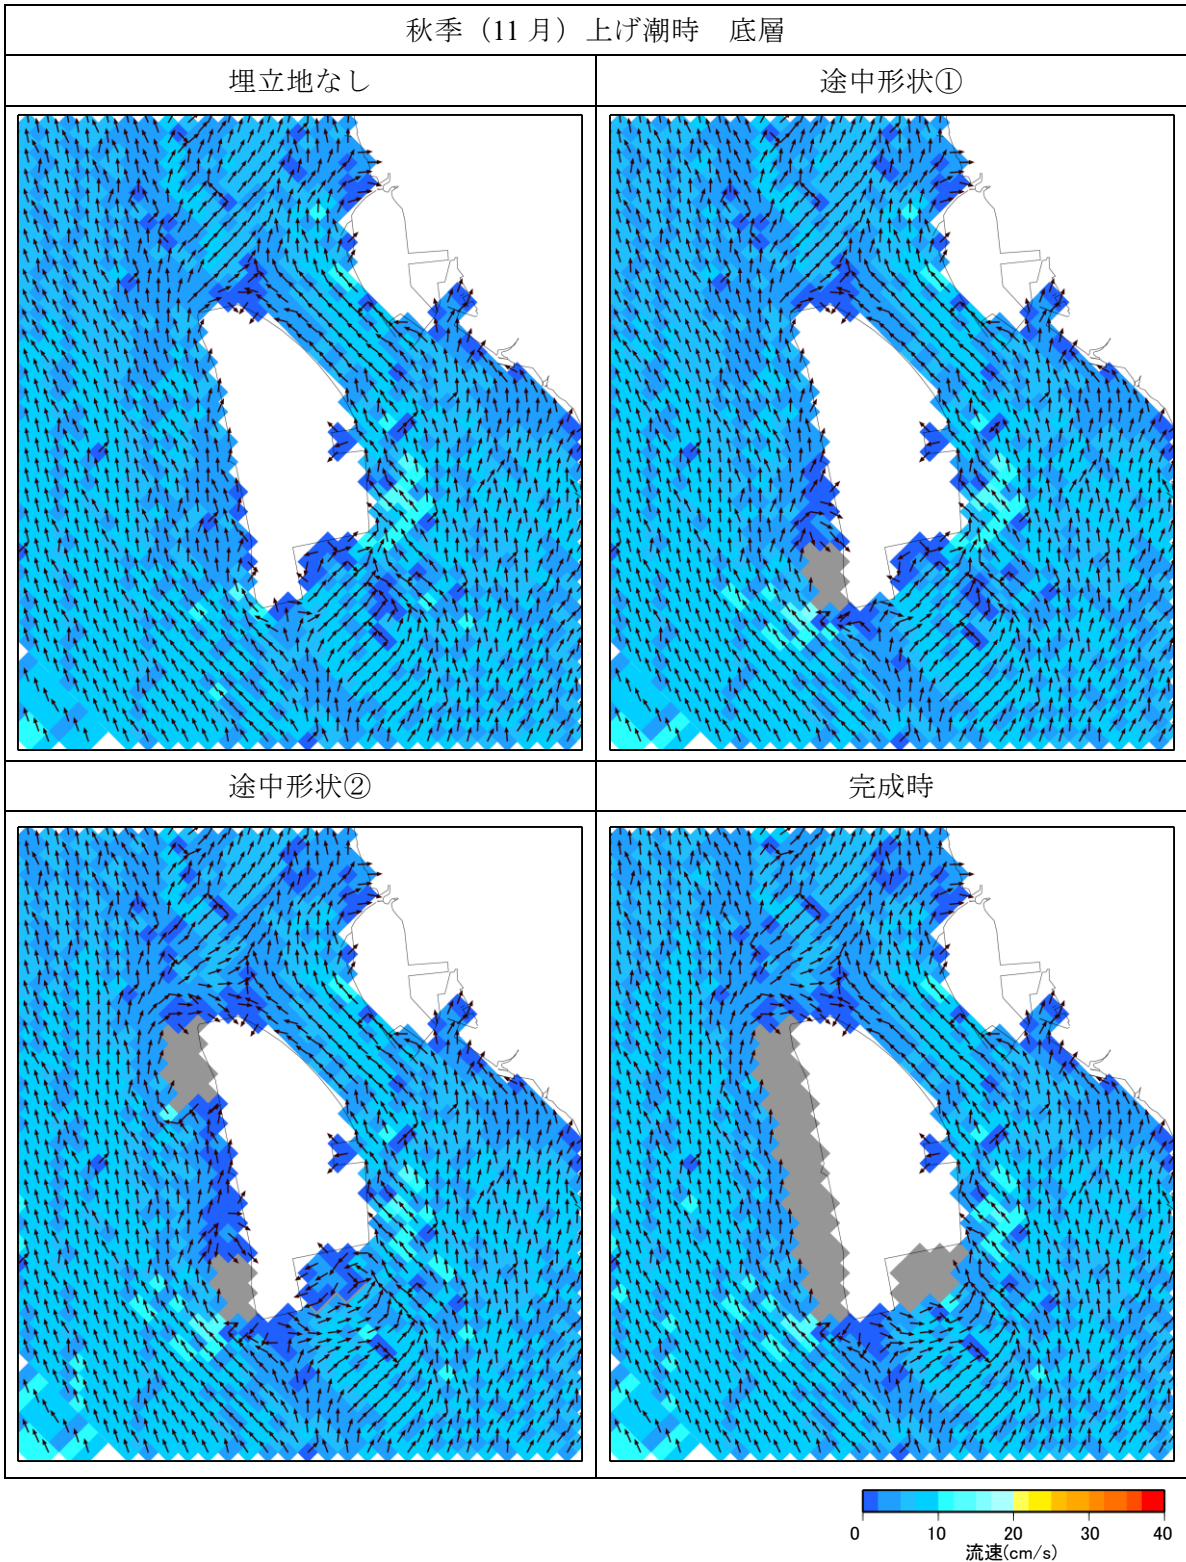 秋季（11 月）上げ潮時　底層
埋立地なし
途中形状①
途中形状②
完成時
0 10 20 30 40
流速(cm/s)